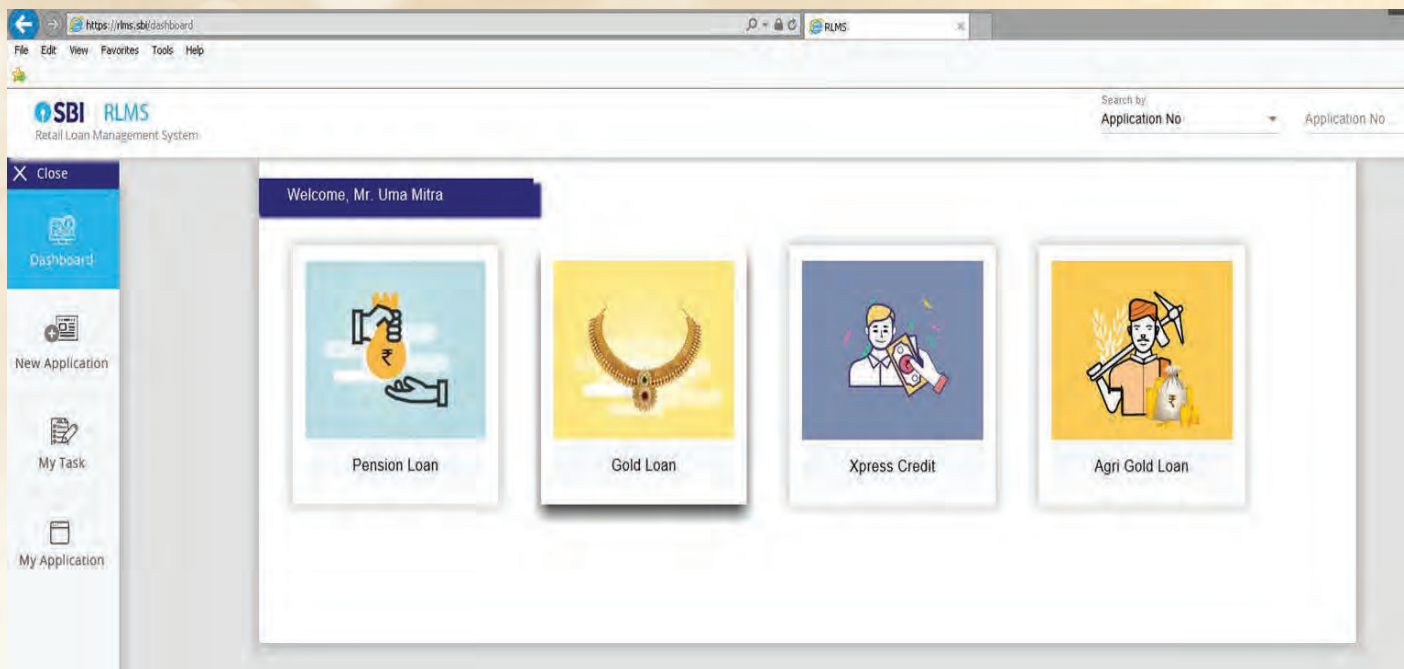 https://rlms.sbi/dashboard
RLMS
File Edit View Favorites Tools Help
SBI RLMS
Retail Loan Management System
Search by
Application No
Application No
Close
Welcome, Mr. Uma Mitra
Dashboard
New Application
My Task
My Application
₹
Pension Loan
Gold Loan
Xpress Credit
₹
Agri Gold Loan